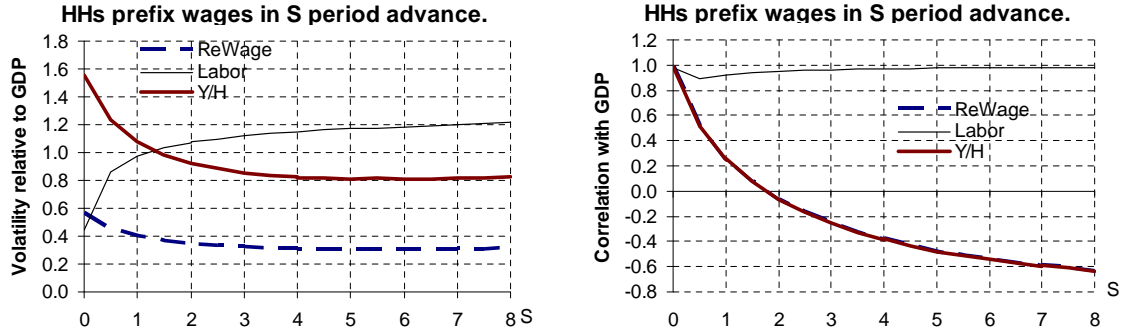 HHs prefix wages in S period advance.
Volatility relative to GDP
1.8
1.6
1.4
1.2
1.0
0.8
0.6
0.4
0.2
0.0
ReWage
Labor
Y/H
0 1 2 3 4 5 6 7 8 S
HHs prefix wages in S period advance.
Correlation with GDP
1.2
1.0
0.8
0.6
0.4
0.2
0.0
-0.2
-0.4
-0.6
-0.8
ReWage
Labor
Y/H
S
0 1 2 3 4 5 6 7 8